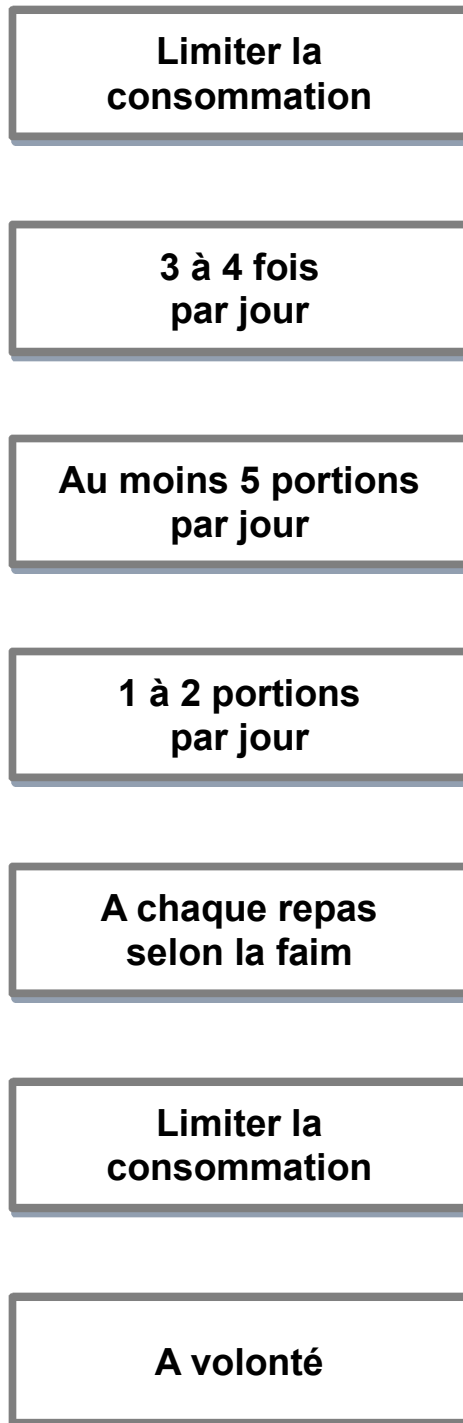 Limiter la
consommation
3 à 4 fois
par jour
Au moins 5 portions
par jour
1 à 2 portions
par jour
A chaque repas
selon la faim
Limiter la
consommation
A volonté